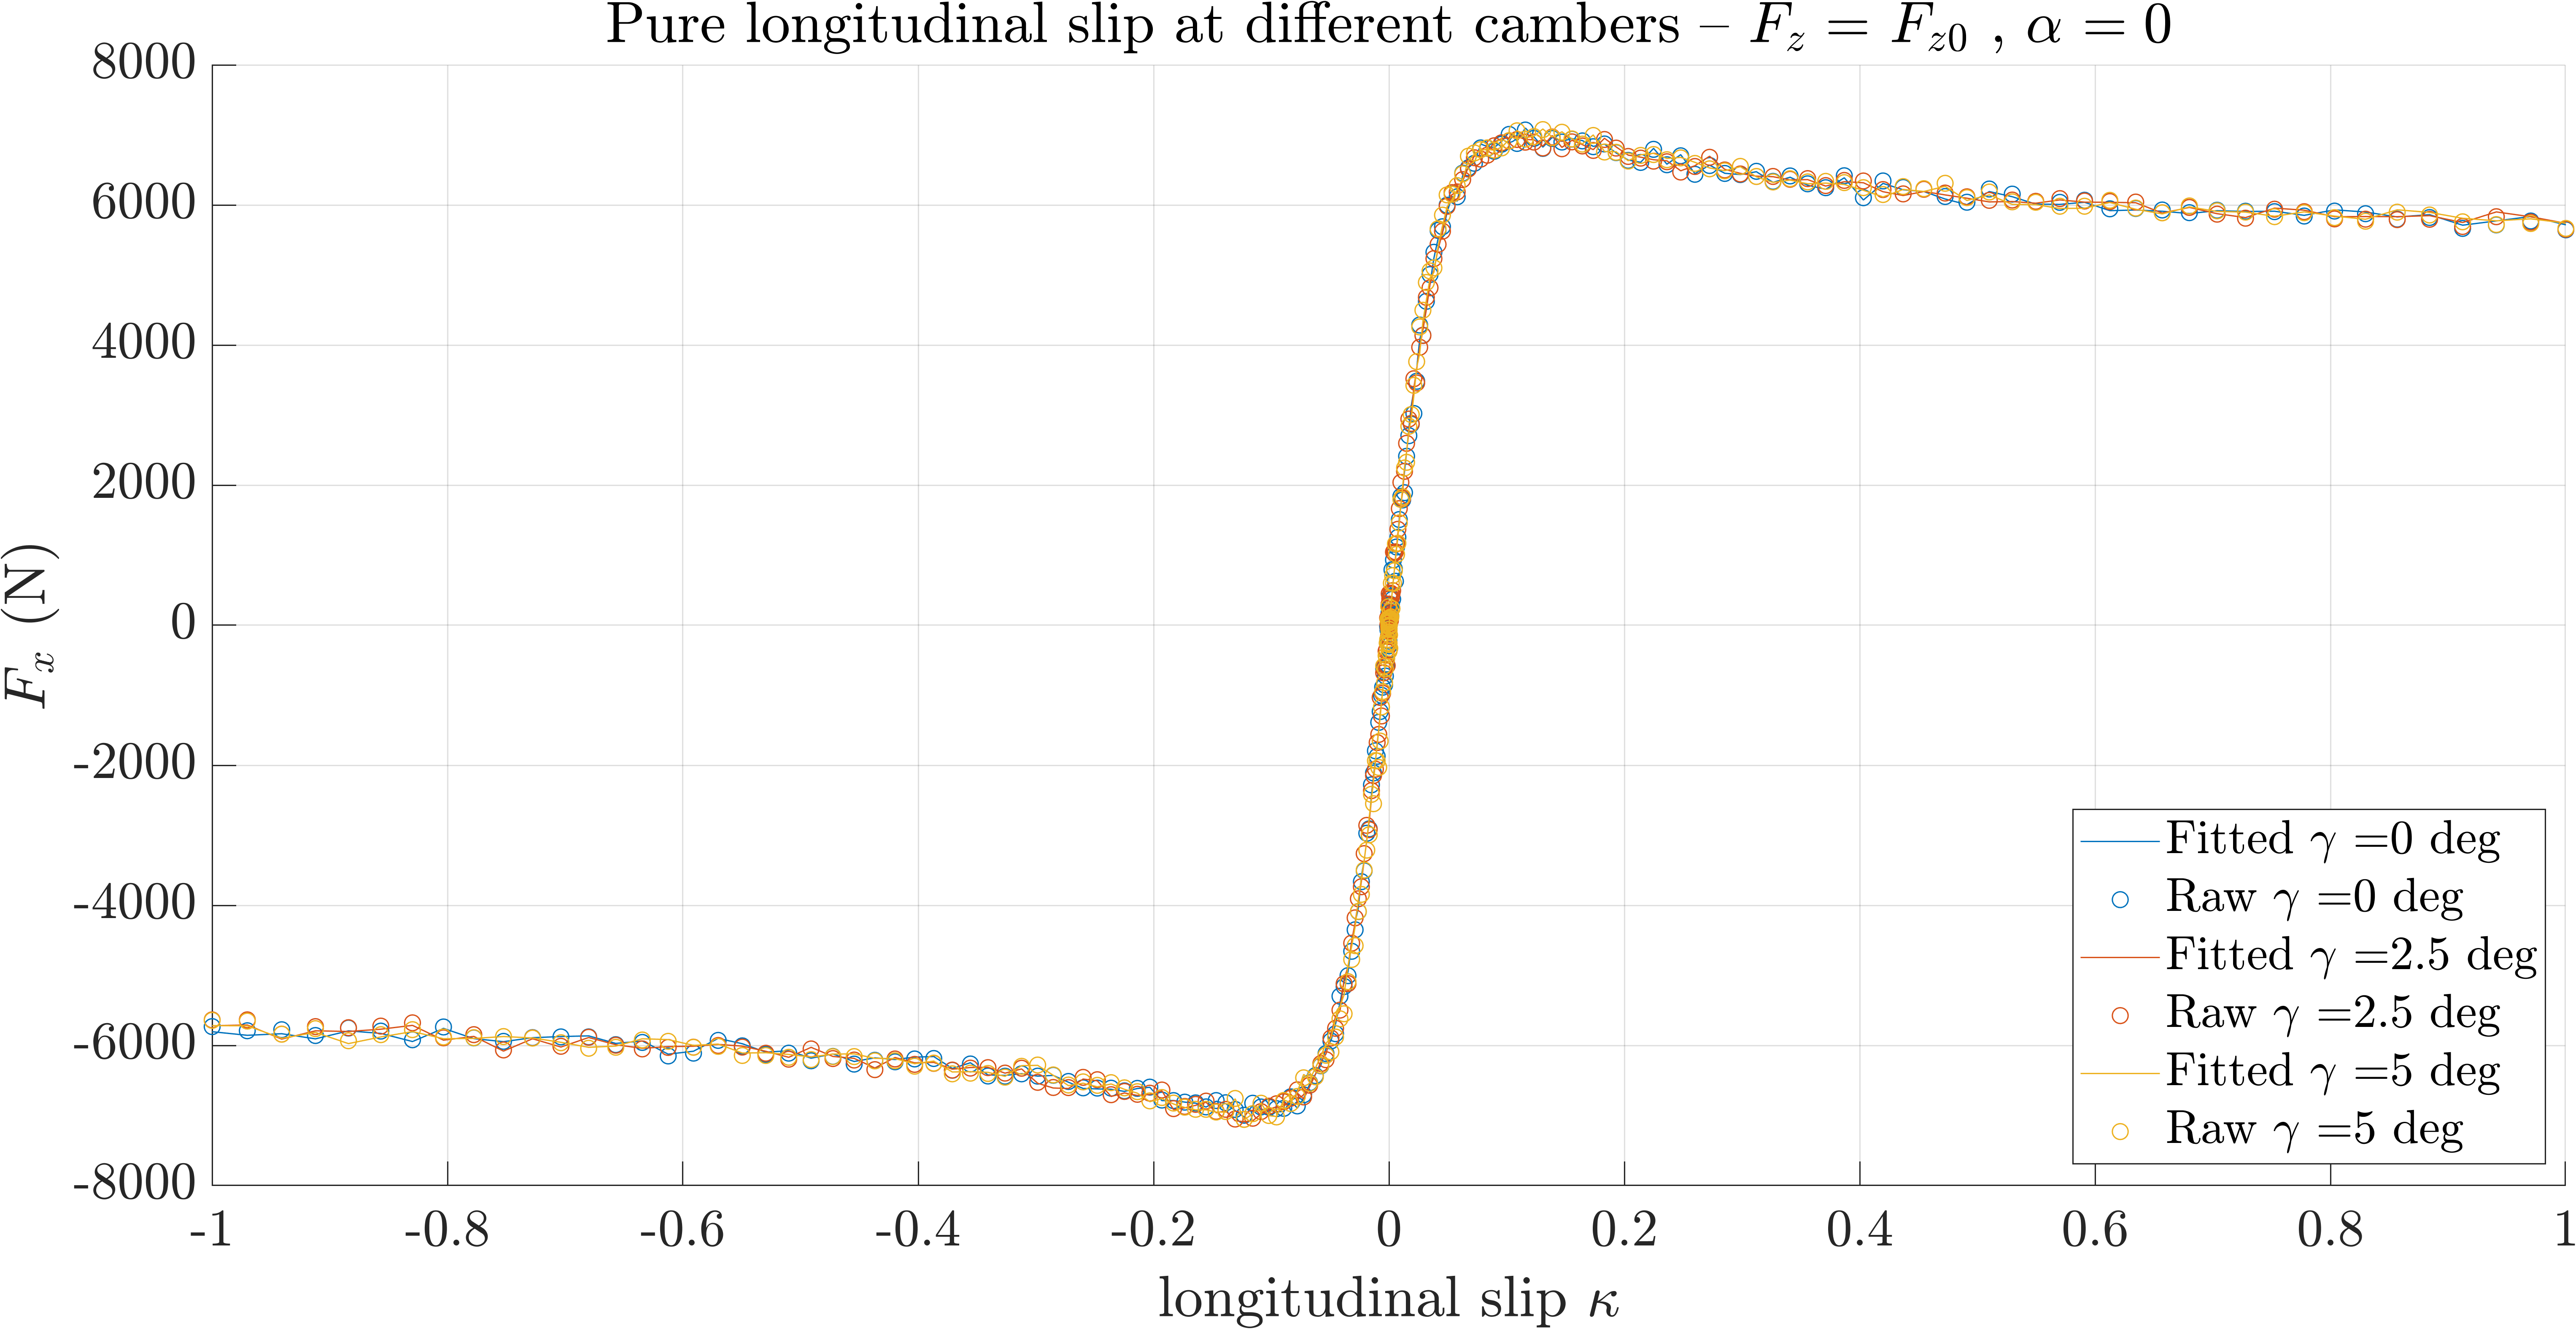 Pure longitudinal slip at different cambers – F_z = F_z0 , α = 0
8000
6000
4000
2000
0
-2000
-4000
-6000
-8000
F_x (N)
-1 -0.8 -0.6 -0.4 -0.2 0 0.2 0.4 0.6 0.8 1
longitudinal slip κ
Fitted γ =0 deg
Raw γ =0 deg
Fitted γ =2.5 deg
Raw γ =2.5 deg
Fitted γ =5 deg
Raw γ =5 deg